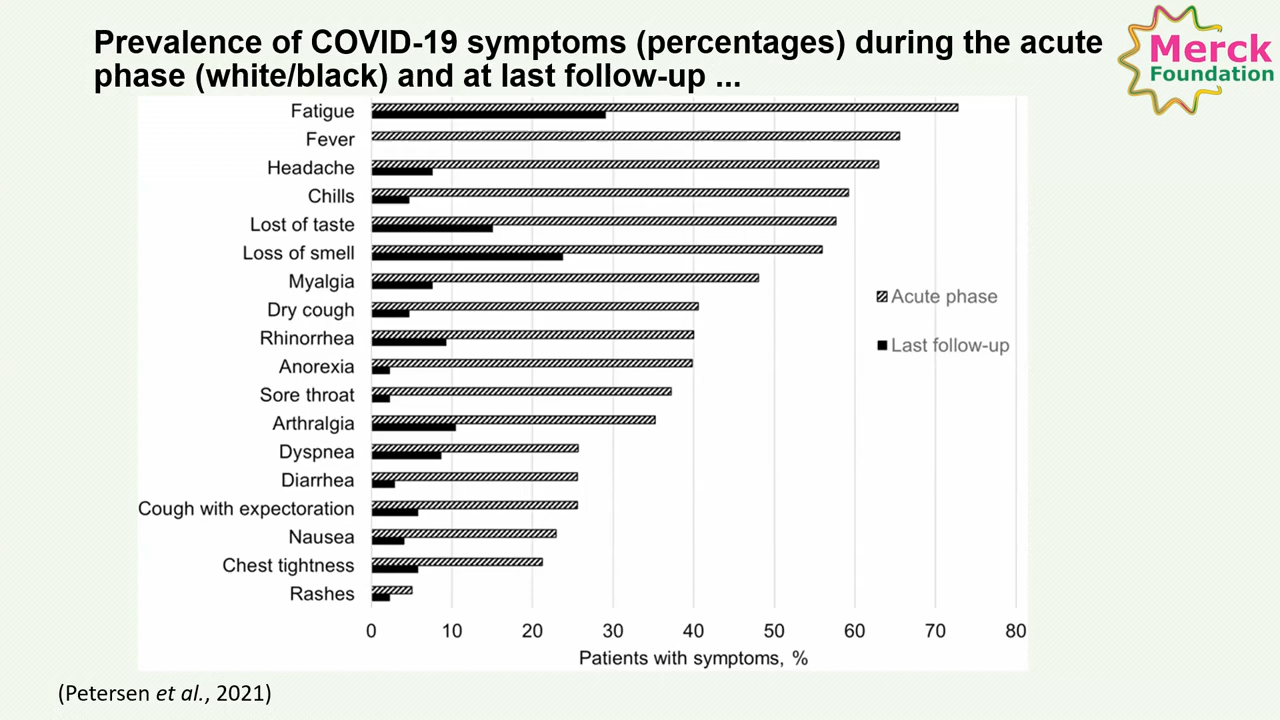 Prevalence of COVID-19 symptoms (percentages) during the acute
phase (white/black) and at last follow-up ...
Merck
Foundation
Fatigue
Fever
Headache
Chills
Lost of taste
Loss of smell
Myalgia
Dry cough
Rhinorrhea
Anorexia
Sore throat
Arthralgia
Dyspnea
Diarrhea
Cough with expectoration
Nausea
Chest tightness
Rashes
Acute phase
Last follow-up
0 10 20 30 40 50 60 70 80
Patients with symptoms, %
(Petersen et al., 2021)